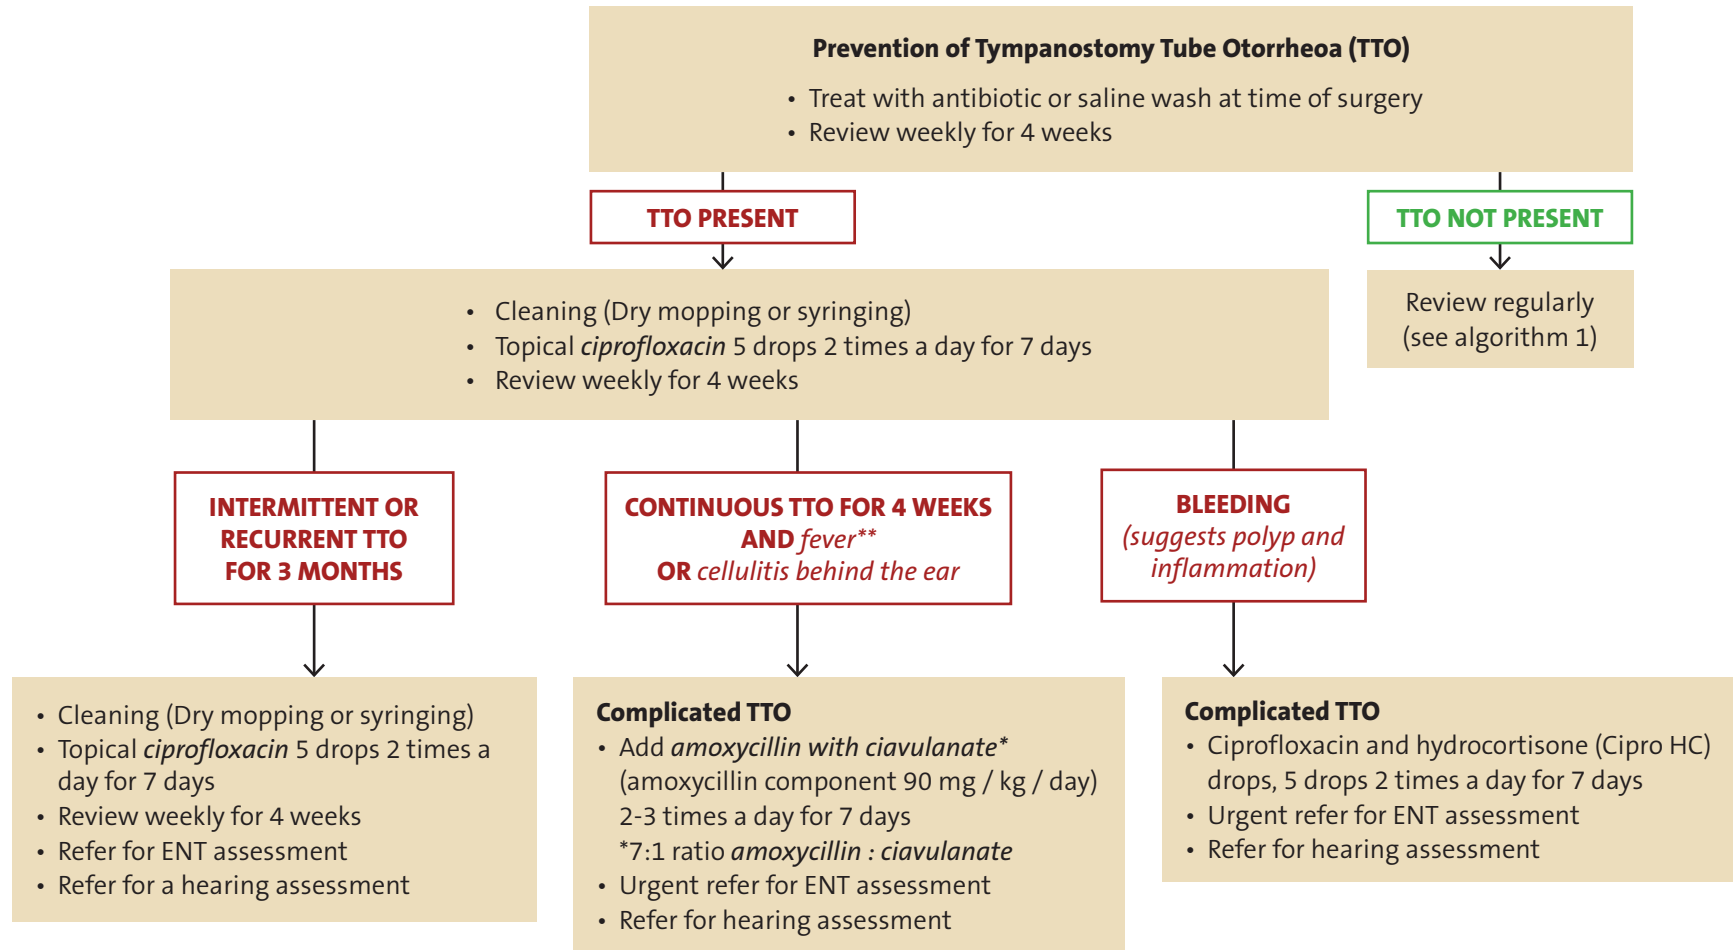 Prevention of Tympanostomy Tube Otorrheoa (TTO)
• Treat with antibiotic or saline wash at time of surgery
• Review weekly for 4 weeks
TTO PRESENT
TTO NOT PRESENT
• Cleaning (Dry mopping or syringing)
• Topical ciprofloxacin 5 drops 2 times a day for 7 days
• Review weekly for 4 weeks
Review regularly
(see algorithm 1)
INTERMITTENT OR
RECURRENT TTO
FOR 3 MONTHS
CONTINUOUS TTO FOR 4 WEEKS
AND fever**
OR cellitis behind the ear
BLEEDING
(suggests polyp and
inflammation)
• Cleaning (Dry mopping or syringing)
• Topical ciprofloxacin 5 drops 2 times a
day for 7 days
• Review weekly for 4 weeks
• Refer for ENT assessment
• Refer for a hearing assessment
Complicated TTO
• Add amoxycillin with ciavulanate*
(amoxycillin component 90 mg / kg / day)
2-3 times a day for 7 days
*7:1 ratio amoxycillin : ciavulanate
• Urgent refer for ENT assessment
• Refer for hearing assessment
Complicated TTO
• Ciprofloxacin and hydrocortisone (Cipro HC)
drops, 5 drops 2 times a day for 7 days
• Urgent refer for ENT assessment
• Refer for hearing assessment